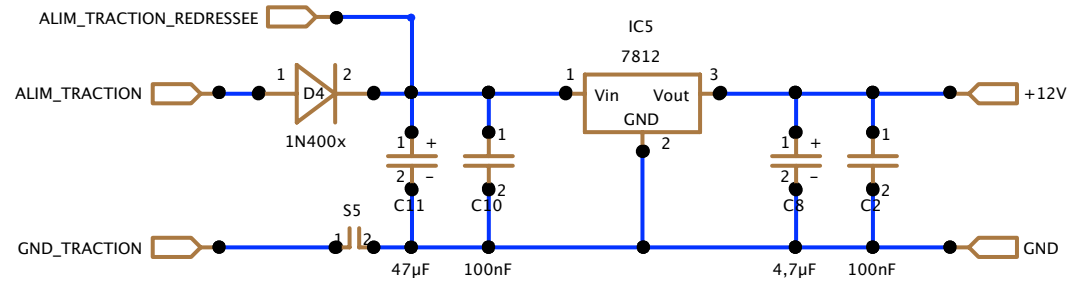 ALIM_TRACTION_REDRESSEE
IC5
7812
1 2 1 3
ALIM_TRACTION D4 Vin Vout +12V
GND
1N400x 1 1 2 1 + 1
1 +
2 - 2 2 - 2
C11 C10 C8 C2
S5
GND_TRACTION 1 2 GND
47µF 100nF 4,7µF 100nF